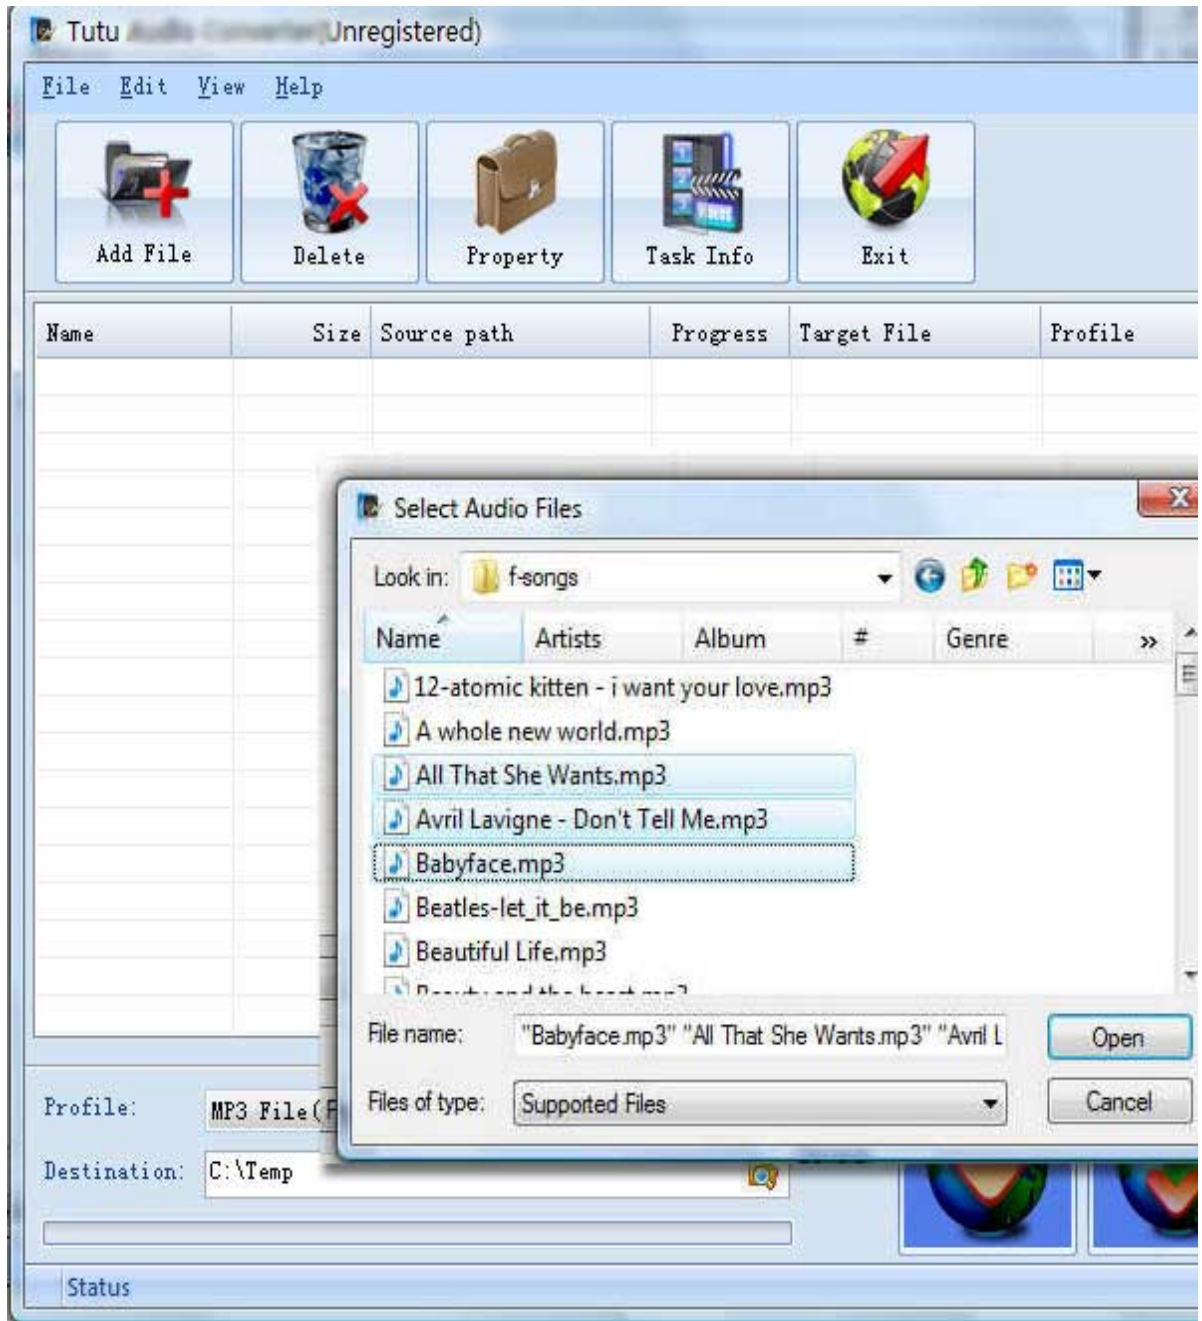 Tutu (Unregistered)
File Edit View Help
Add File Delete Property Task Info Exit
Name Size Source path Progress Target File Profile
Select Audio Files
Look in: f-songs
Name Artists Album # Genre »
12-atomic kitten - i want your love.mp3
A whole new world.mp3
All That She Wants.mp3
Avril Lavigne - Don't Tell Me.mp3
Babyface.mp3
Beatles-let_it_be.mp3
Beautiful Life.mp3
File name: "Babyface.mp3" "All That She Wants.mp3" "Avril L
Open
Files of type: Supported Files
Cancel
Profile: MP3 File(
Destination: C:\Temp
Status